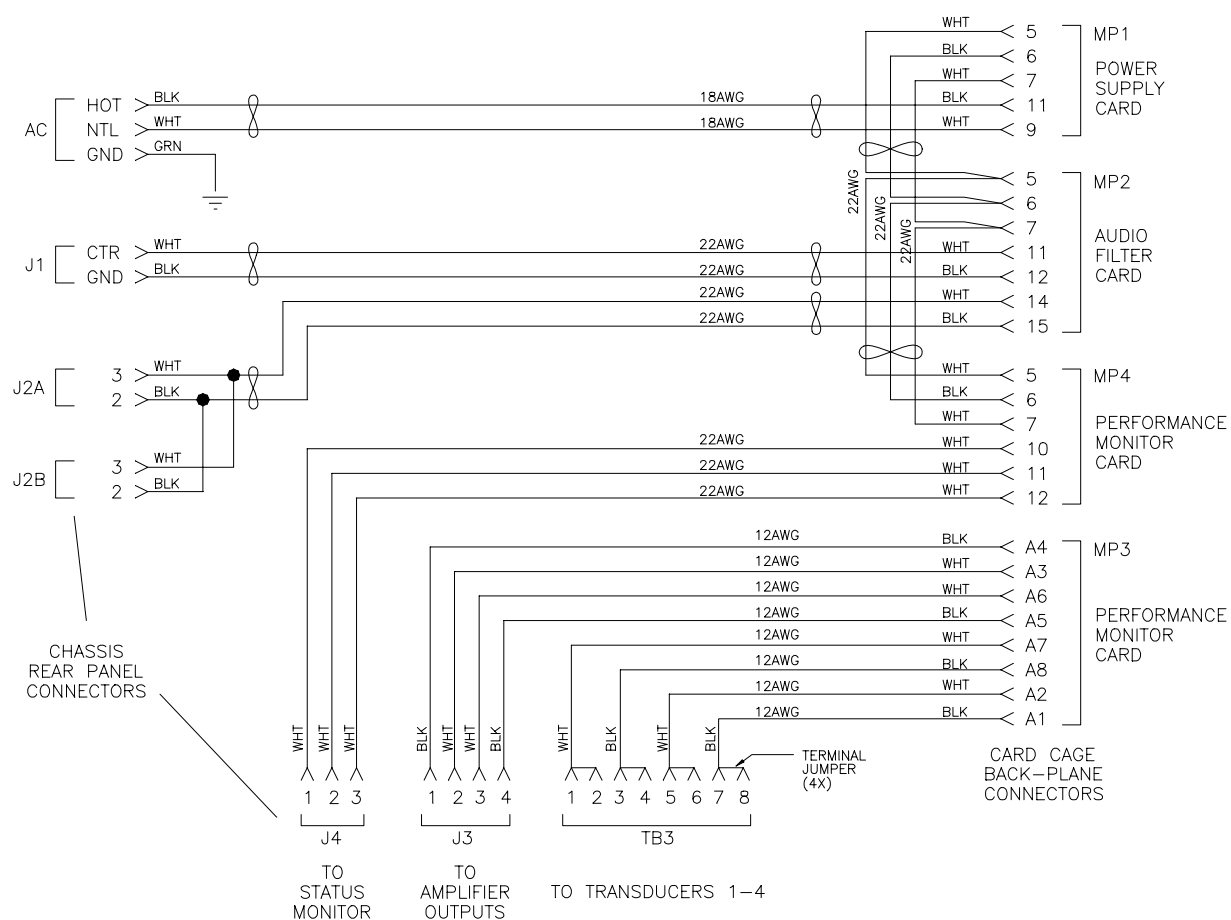 WHT
5
MP1
BLK
6
WHT
7
POWER
SUPPLY
CARD
AC
HOT
BLK
18AWG
BLK
11
NTL
WHT
18AWG
WHT
9
GND
GRN
5
MP2
22AWG
22AWG
22AWG
6
7
AUDIO
FILTER
CARD
J1
CTR
WHT
22AWG
WHT
11
GND
BLK
22AWG
BLK
12
22AWG
WHT
14
22AWG
BLK
15
J2A
3
WHT
2
BLK
WHT
5
MP4
BLK
6
WHT
7
PERFORMANCE
MONITOR
CARD
22AWG
WHT
10
J2B
3
WHT
2
BLK
22AWG
WHT
11
22AWG
WHT
12
12AWG
BLK
A4
MP3
12AWG
WHT
A3
12AWG
WHT
A6
12AWG
BLK
A5
PERFORMANCE
MONITOR
CARD
12AWG
WHT
A7
12AWG
BLK
A8
12AWG
WHT
A2
12AWG
BLK
A1
CHASSIS
REAR PANEL
CONNECTORS
WHT
WHT
WHT
BLK
WHT
WHT
BLK
WHT
BLK
WHT
BLK
TERMINAL
JUMPER
(4X)
CARD CAGE
BACK-PLANE
CONNECTORS
1 2 3
1 2 3 4
1 2 3 4 5 6 7 8
J4
J3
TB3
TO
STATUS
MONITOR
TO
AMPLIFIER
OUTPUTS
TO TRANSDUCERS 1-4